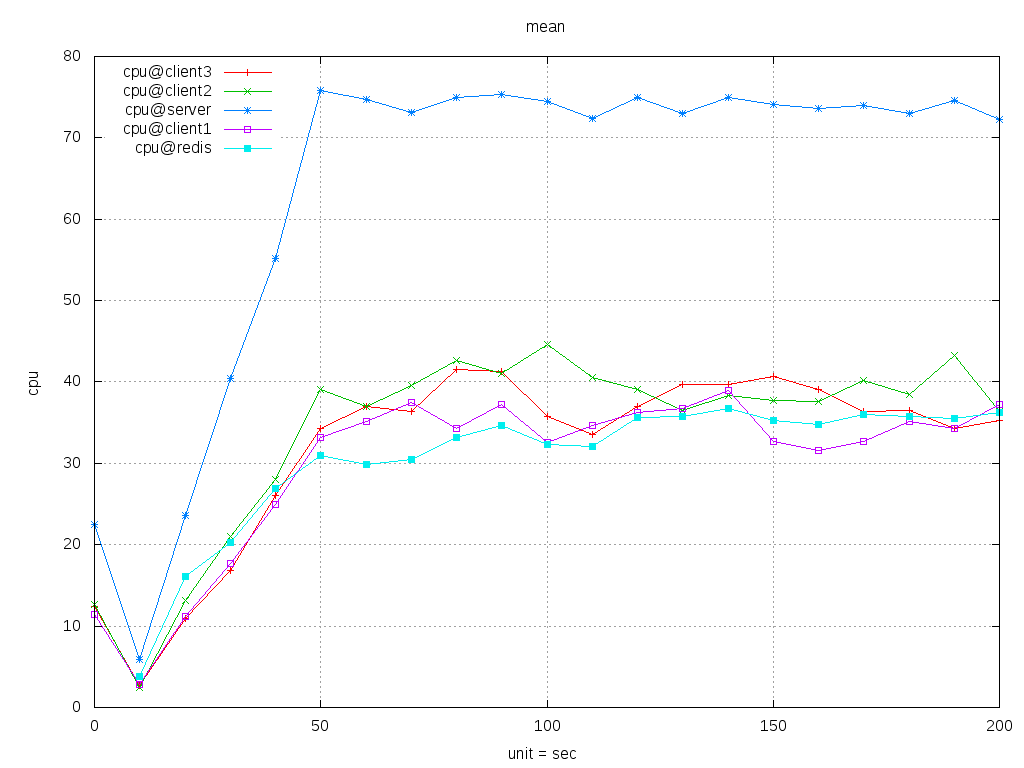 mean
80
70
60
50
40
30
20
10
0
cpu
cpu@client3
cpu@client2
cpu@server
cpu@client1
cpu@redis
0 50 100 150 200
unit = sec